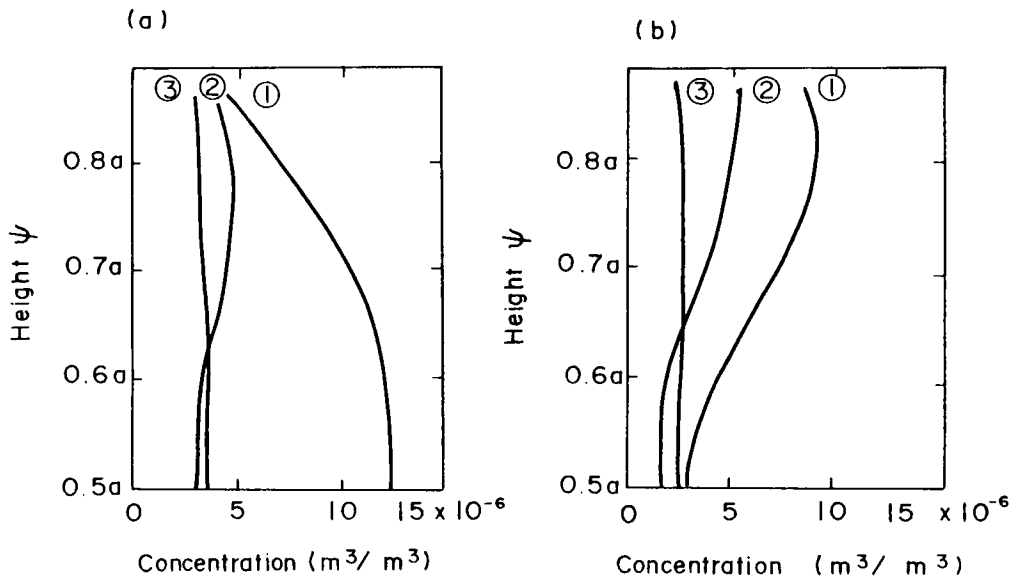 (a)
③ ② ①
0.8a
0.7a
0.6a
0.5a
Height ψ
0 5 10 15 x 10⁻⁶
Concentration (m³/ m³)
(b)
③ ② ①
0.8a
0.7a
0.6a
0.5a
Height ψ
0 5 10 15 x 10⁻⁶
Concentration (m³/ m³)